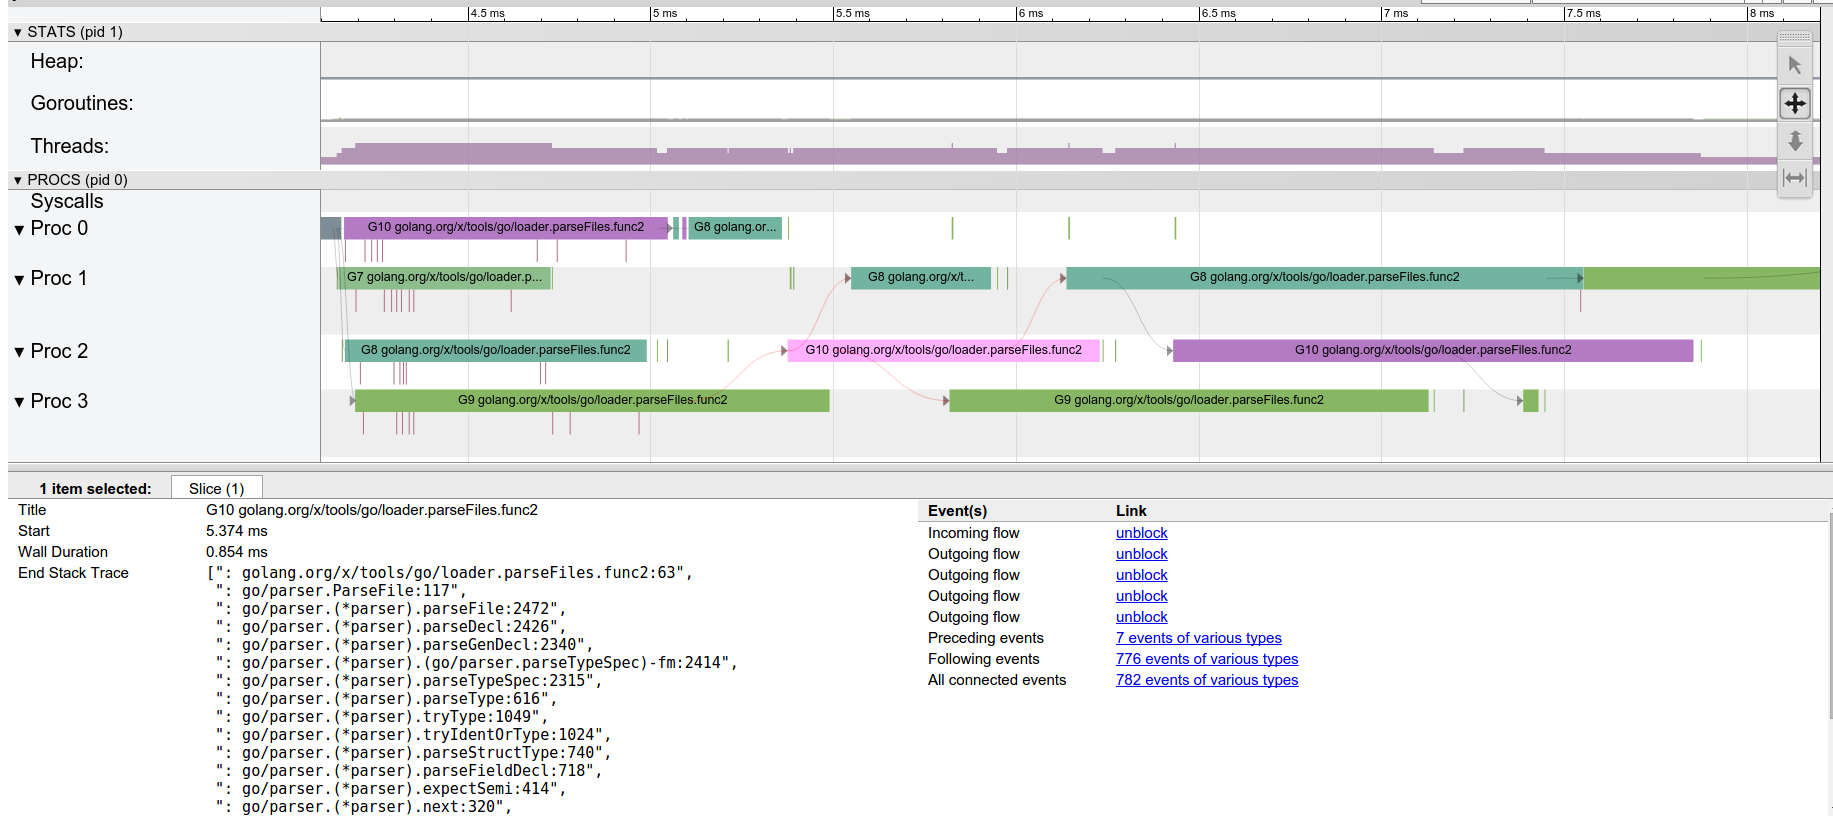 4.5 ms 5 ms 5.5 ms 6 ms 6.5 ms 7 ms 7.5 ms 8 ms
▼ STATS (pid 1)
Heap:
Goroutines:
Threads:
▼ PROCS (pid 0)
Syscalls
▼ Proc 0 G10 golang.org/x/tools/go/loader.parseFiles.func2 G8 golang.or...
▼ Proc 1 G7 golang.org/x/tools/go/loader.p... G8 golang.org/x/t... G8 golang.org/x/tools/go/loader.parseFiles.func2
▼ Proc 2 G8 golang.org/x/tools/go/loader.parseFiles.func2 G10 golang.org/x/tools/go/loader.parseFiles.func2 G10 golang.org/x/tools/go/loader.parseFiles.func2
▼ Proc 3 G9 golang.org/x/tools/go/loader.parseFiles.func2 G9 golang.org/x/tools/go/loader.parseFiles.func2
1 item selected: Slice (1)
Title G10 golang.org/x/tools/go/loader.parseFiles.func2
Start 5.374 ms
Wall Duration 0.854 ms
End Stack Trace [": golang.org/x/tools/go/loader.parseFiles.func2:63",
": go/parser.ParseFile:117",
": go/parser.(*parser).parseFile:2472",
": go/parser.(*parser).parseDecl:2426",
": go/parser.(*parser).parseGenDecl:2340",
": go/parser.(*parser).(go/parser.parseTypeSpec)-fm:2414",
": go/parser.(*parser).parseTypeSpec:2315",
": go/parser.(*parser).parseType:616",
": go/parser.(*parser).tryType:1049",
": go/parser.(*parser).tryIdentOrType:1024",
": go/parser.(*parser).parseStructType:740",
": go/parser.(*parser).parseFieldDecl:718",
": go/parser.(*parser).expectSemi:414",
": go/parser.(*parser).next:320",
Event(s) Link
Incoming flow unblock
Outgoing flow unblock
Outgoing flow unblock
Outgoing flow unblock
Outgoing flow unblock
Preceding events 7 events of various types
Following events 776 events of various types
All connected events 782 events of various types